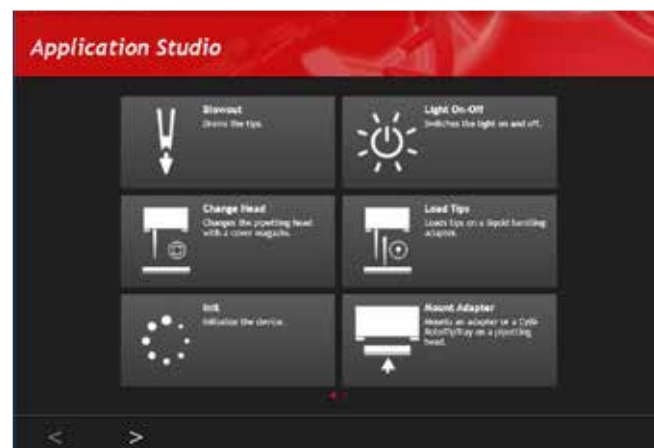 Application Studio
Blowout
Drains the tips.
Light On-Off
Switches the light on and off.
Change Head
Changes the pipetting head
with a cover magazin.
Load Tips
Loads tips on a liquid handling
adapter.
Init
Initialize the device.
Mount Adapter
Mounts an adapter or a CyBi
on a pipetting
head.
< >